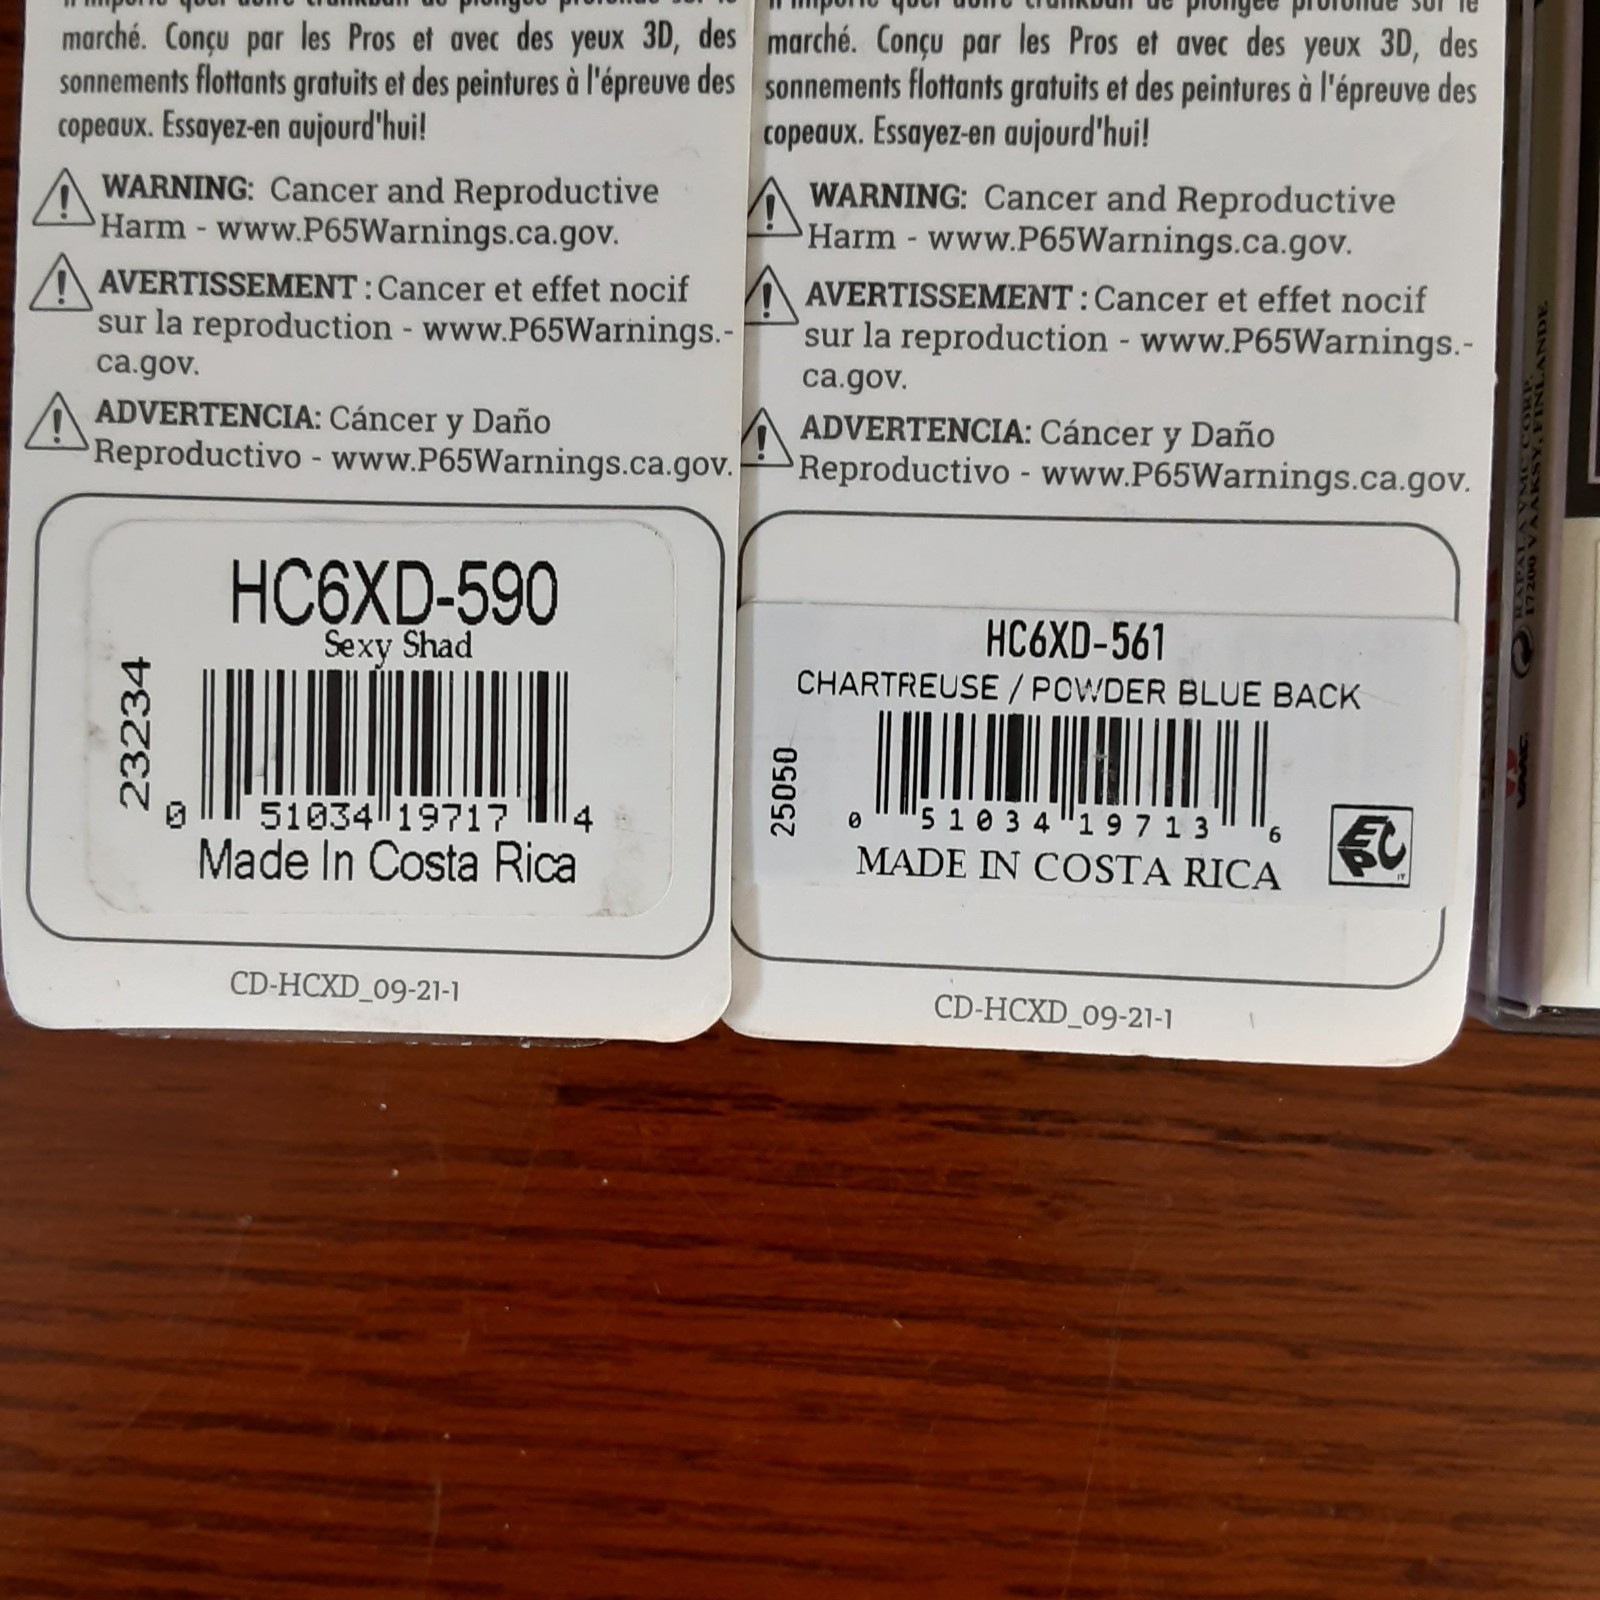 marché. Conçu par les Pros et avec des yeux 3D, des
sonnements flottants gratuits et des peintures à l'épreuve des
copeaux. Essayez-en aujourd'hui!
WARNING: Cancer and Reproductive
Harm - www.P65Warnings.ca.gov.
AVERTISSEMENT : Cancer et effet nocif
sur la reproduction - www.P65Warnings.-
ca.gov.
ADVERTENCIA: Cáncer y Daño
Reproductivo - www.P65Warnings.ca.gov.
HC6XD-590
Sexy Shad
23234
0 51034 19717 4
Made In Costa Rica
CD-HCXD_09-21-1
marché. Conçu par les Pros et avec des yeux 3D, des
sonnements flottants gratuits et des peintures à l'épreuve des
copeaux. Essayez-en aujourd'hui!
WARNING: Cancer and Reproductive
Harm - www.P65Warnings.ca.gov.
AVERTISSEMENT : Cancer et effet nocif
sur la reproduction - www.P65Warnings.-
ca.gov.
ADVERTENCIA: Cáncer y Daño
Reproductivo - www.P65Warnings.ca.gov.
HC6XD-561
CHARTREUSE / POWDER BLUE BACK
25050
0 51034 19713 6
MADE IN COSTA RICA
CD-HCXD_09-21-1
RAPALA VMC CORP.
17200 VAAKSY, FINLANDE.
VMC